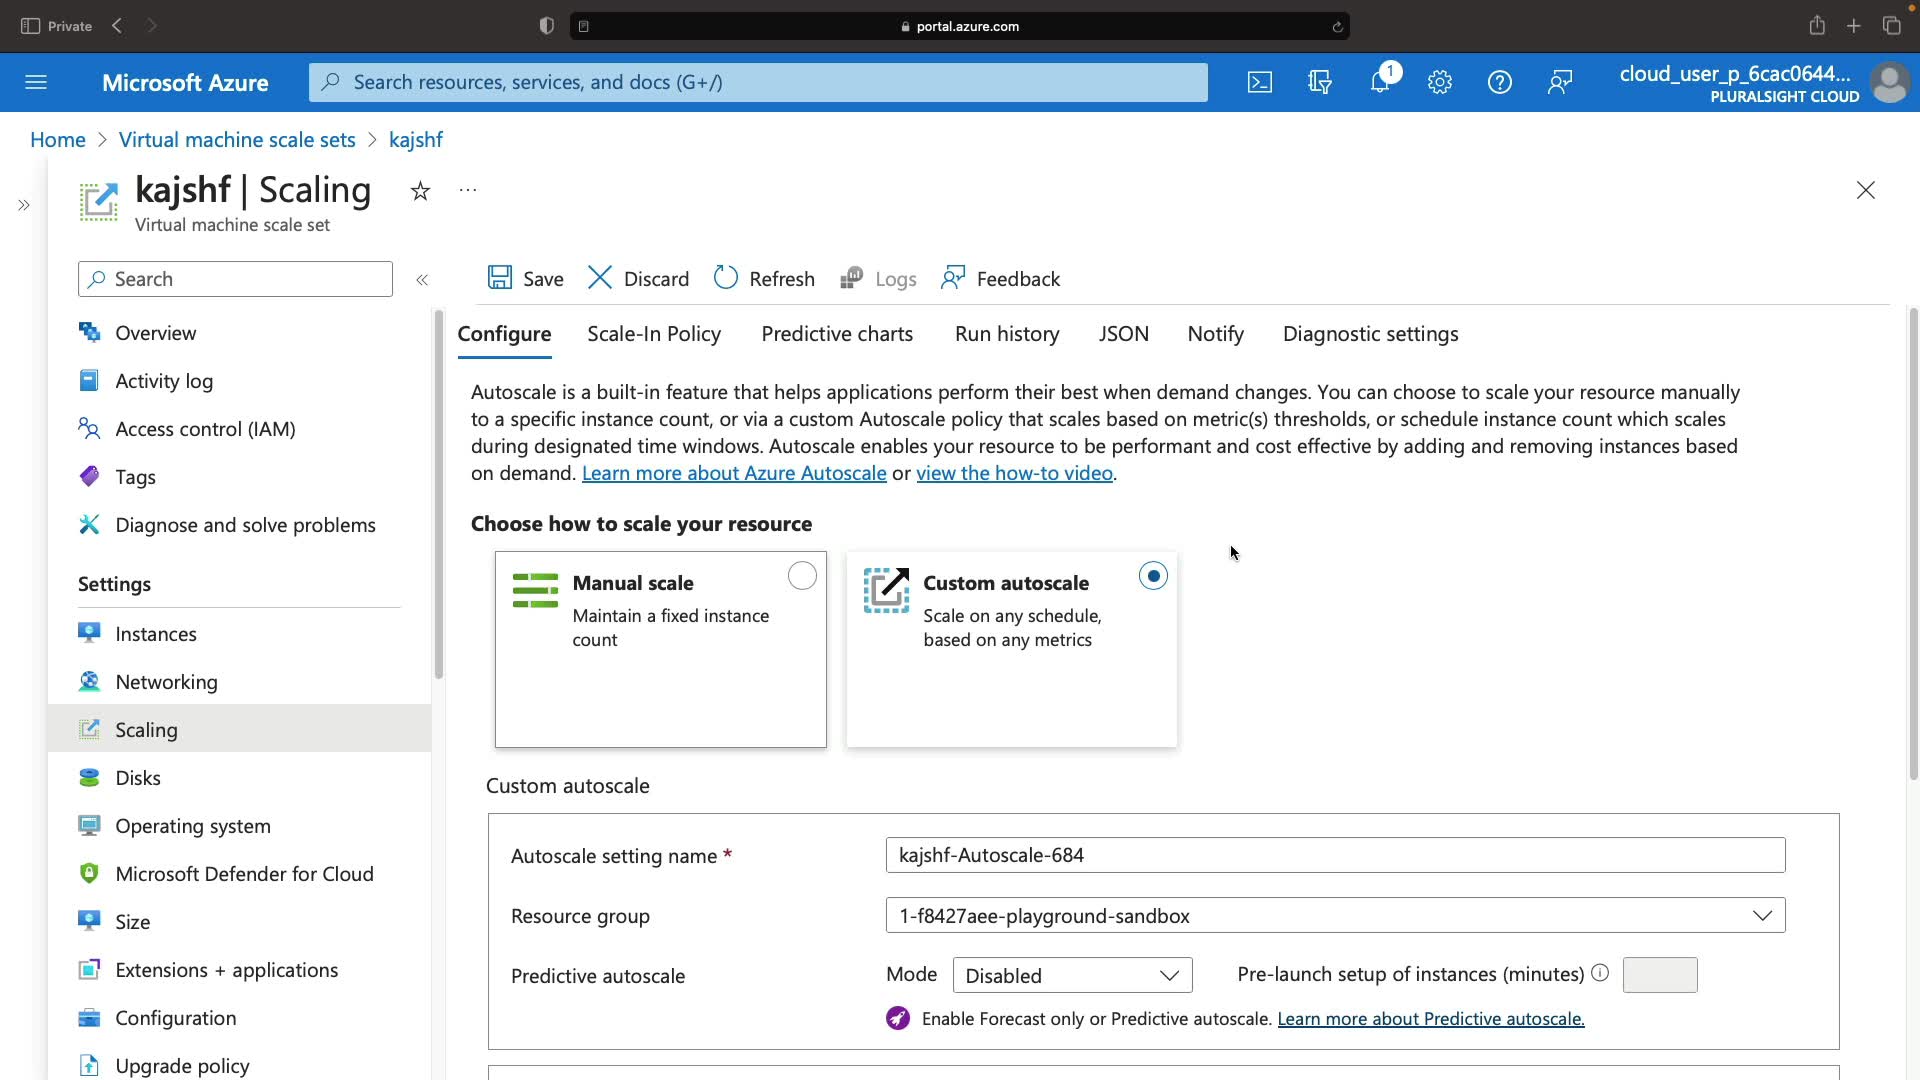 Private
portal.azure.com
Microsoft Azure
Search resources, services, and docs (G+/)
1
cloud_user_p_6cac0644...
PLURALSIGHT CLOUD
Home > Virtual machine scale sets > kajshf
kajshf | Scaling
Virtual machine scale set
Search
Save
Discard
Refresh
Logs
Feedback
Overview
Activity log
Access control (IAM)
Tags
Diagnose and solve problems
Settings
Instances
Networking
Scaling
Disks
Operating system
Microsoft Defender for Cloud
Size
Extensions + applications
Configuration
Upgrade policy
Configure
Scale-In Policy
Predictive charts
Run history
JSON
Notify
Diagnostic settings
Autoscale is a built-in feature that helps applications perform their best when demand changes. You can choose to scale your resource manually
to a specific instance count, or via a custom Autoscale policy that scales based on metric(s) thresholds, or schedule instance count which scales
during designated time windows. Autoscale enables your resource to be performant and cost effective by adding and removing instances based
on demand. Learn more about Azure Autoscale or view the how-to video.
Choose how to scale your resource
Manual scale
Maintain a fixed instance
count
Custom autoscale
Scale on any schedule,
based on any metrics
Custom autoscale
Autoscale setting name *
kajshf-Autoscale-684
Resource group
1-f8427aee-playground-sandbox
Predictive autoscale
Mode
Disabled
Pre-launch setup of instances (minutes)
Enable Forecast only or Predictive autoscale. Learn more about Predictive autoscale.